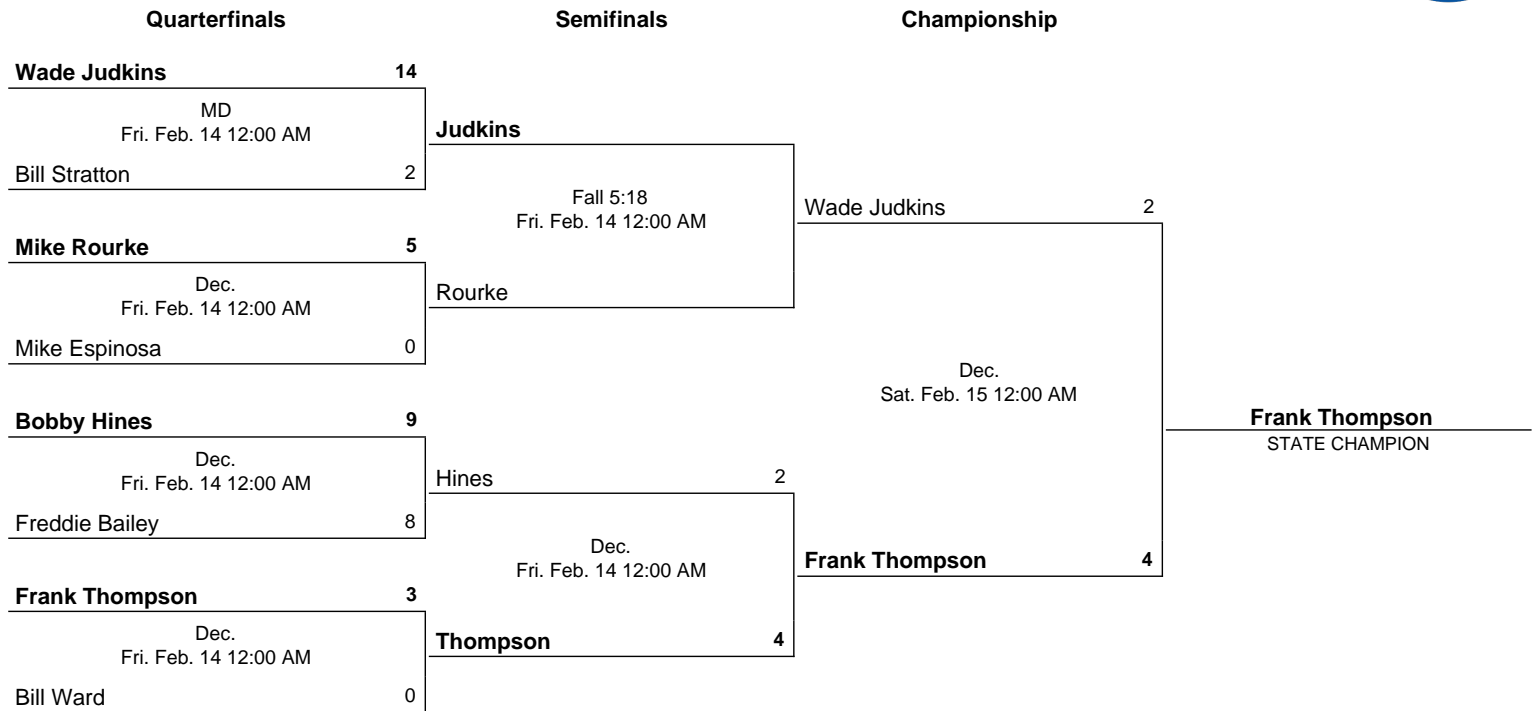 Quarterfinals Semifinals Championship
Wade Judkins 14
MD
Fri. Feb. 14 12:00 AM
Bill Stratton 2
Mike Rourke 5
Dec.
Fri. Feb. 14 12:00 AM
Mike Espinosa 0
Bobby Hines 9
Dec.
Fri. Feb. 14 12:00 AM
Freddie Bailey 8
Frank Thompson 3
Dec.
Fri. Feb. 14 12:00 AM
Bill Ward 0
Judkins
Fall 5:18
Fri. Feb. 14 12:00 AM
Rourke
Hines 2
Dec.
Fri. Feb. 14 12:00 AM
Thompson 4
Wade Judkins 2
Dec.
Sat. Feb. 15 12:00 AM
Frank Thompson 4
Frank Thompson
STATE CHAMPION